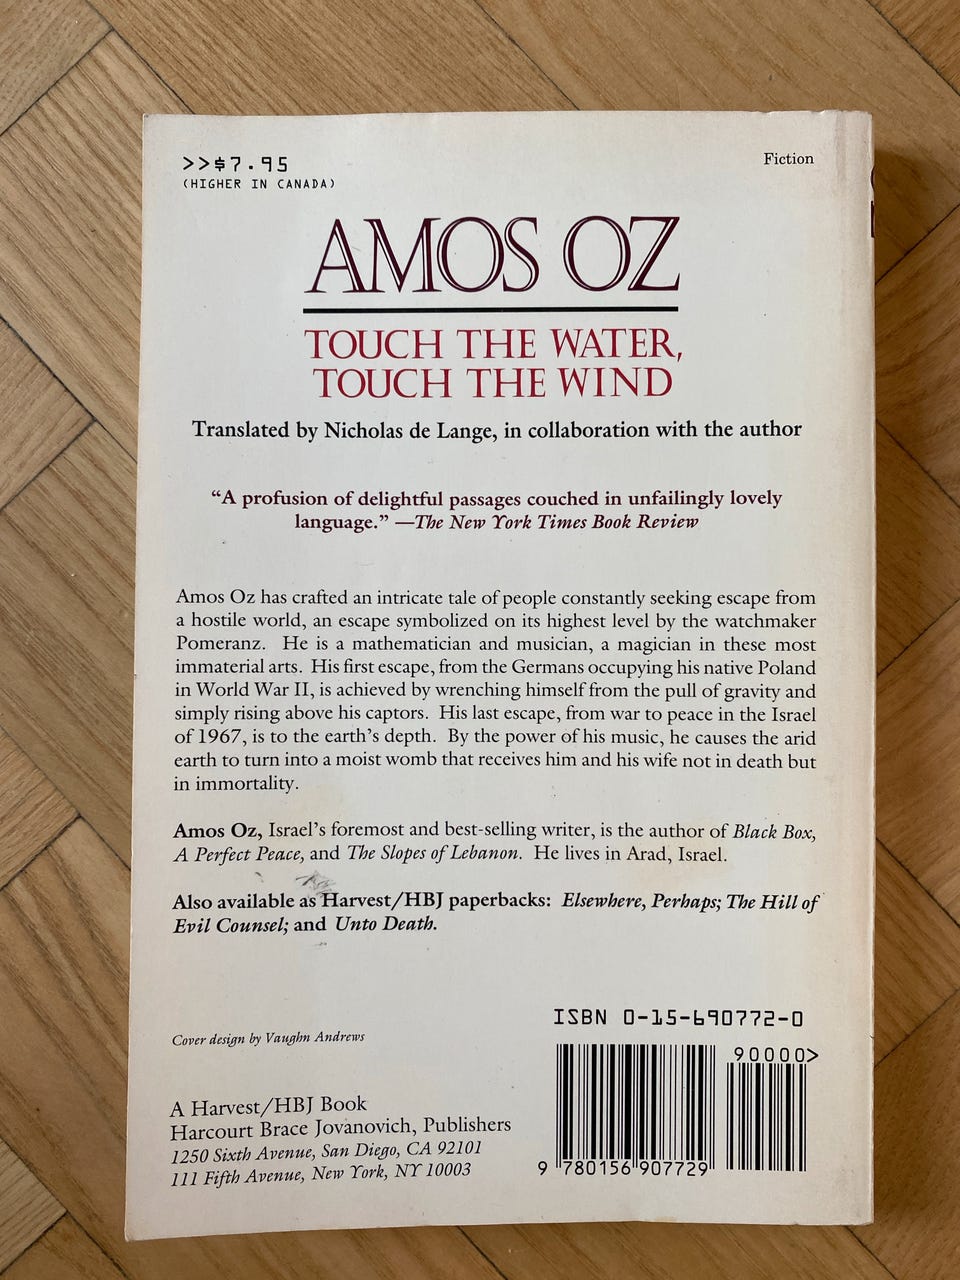 >>$7.95
(HIGHER IN CANADA)
Fiction
AMOS OZ
TOUCH THE WATER,
TOUCH THE WIND
Translated by Nicholas de Lange, in collaboration with the author
“A profusion of delightful passages couched in unfailingly lovely
language.” —The New York Times Book Review
Amos Oz has crafted an intricate tale of people constantly seeking escape from
a hostile world, an escape symbolized on its highest level by the watchmaker
Pomeranz. He is a mathematician and musician, a magician in these most
immaterial arts. His first escape, from the Germans occupying his native Poland
in World War II, is achieved by wrenching himself from the pull of gravity and
simply rising above his captors. His last escape, from war to peace in the Israel
of 1967, is to the earth’s depth. By the power of his music, he causes the arid
earth to turn into a moist womb that receives him and his wife not in death but
in immortality.
Amos Oz, Israel’s foremost and best-selling writer, is the author of Black Box,
A Perfect Peace, and The Slopes of Lebanon. He lives in Arad, Israel.
Also available as Harvest/HBJ paperbacks: Elsewhere, Perhaps; The Hill of
Evil Counsel; and Unto Death.
Cover design by Vaughn Andrews
A Harvest/HBJ Book
Harcourt Brace Jovanovich, Publishers
1250 Sixth Avenue, San Diego, CA 92101
111 Fifth Avenue, New York, NY 10003
ISBN 0-15-690772-0
90000>
9 780156 907729